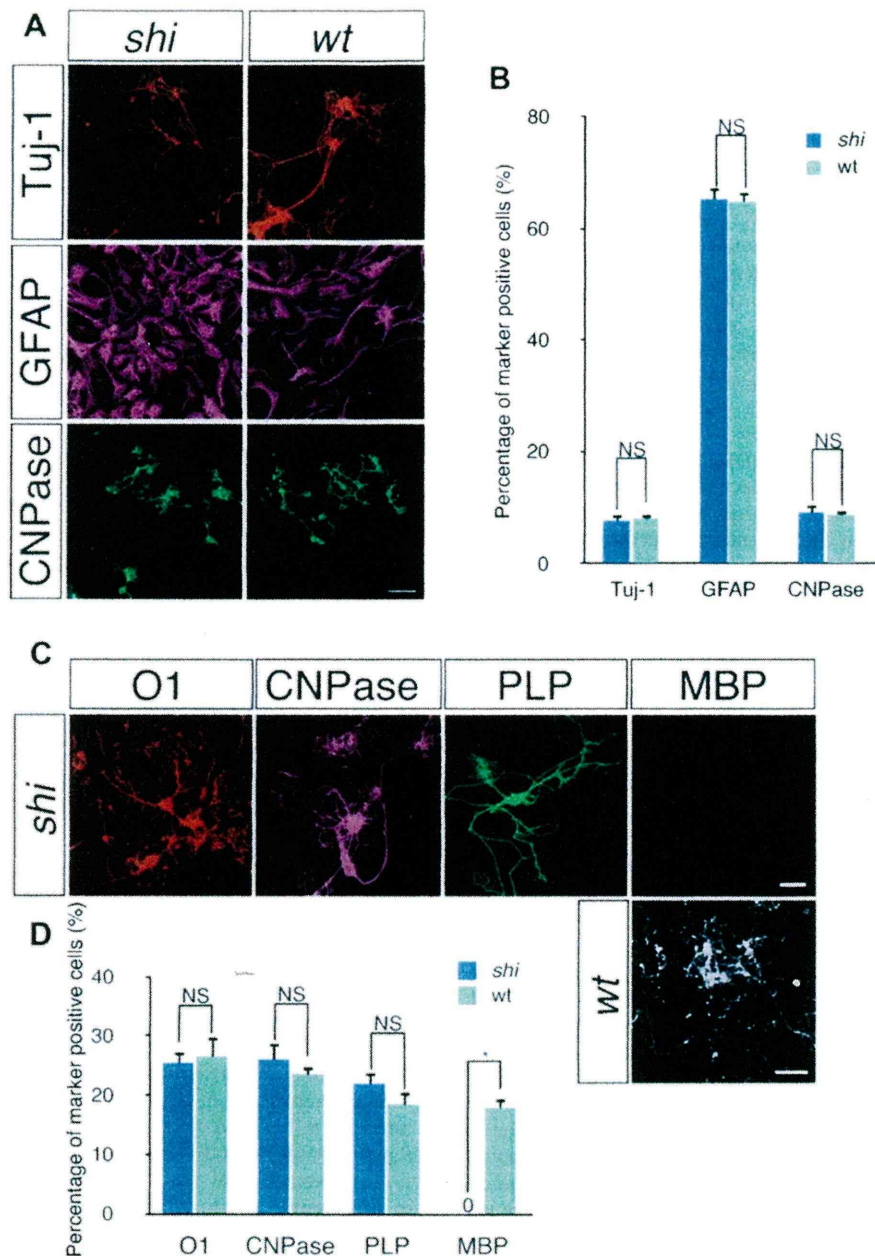 A
shi wt
Tuj-1
GFAP
CNPase
B
Percentage of marker positive cells (%)
80
60
40
20
0
NS
NS
NS
shi
wt
Tuj-1 GFAP CNPase
C
O1 CNPase PLP MBP
shi
wt
D
Percentage of marker positive cells (%)
40
30
20
10
0
NS
NS
NS
*
0
shi
wt
O1 CNPase PLP MBP